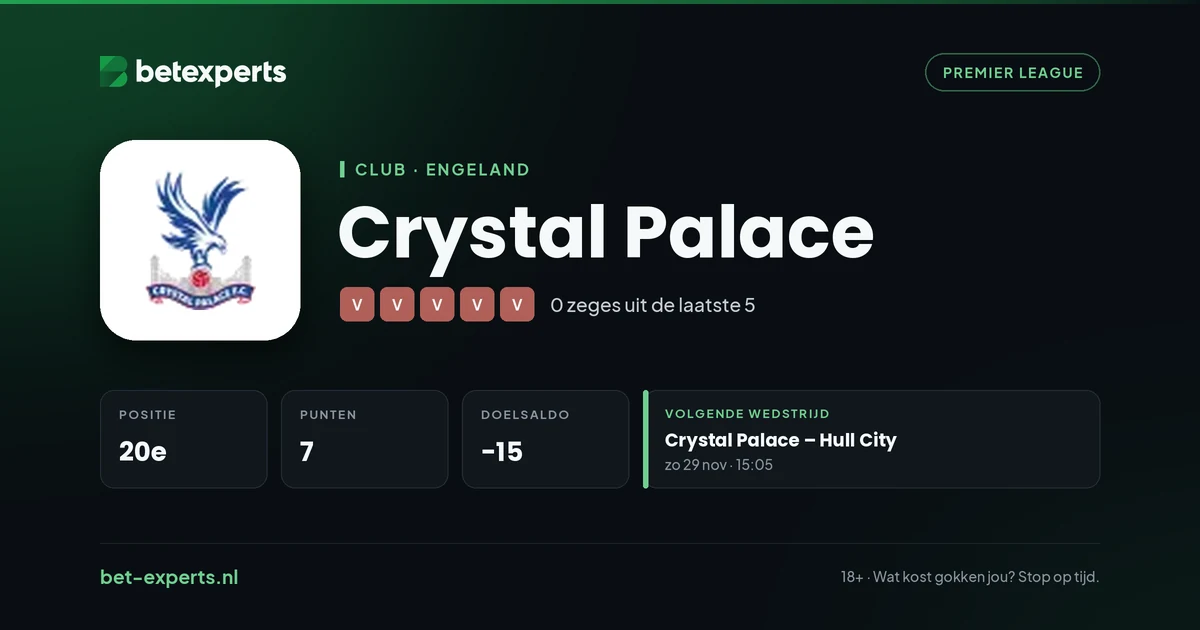 betexperts
PREMIER LEAGUE
CRYSTAL PALACE F.C.
CLUB · ENGELAND
Crystal Palace
V V V V V 0 zeges uit de laatste 5
POSITIE
20e
PUNTEN
7
DOELSALDO
-15
VOLGENDE WEDSTRIJD
Crystal Palace – Hull City
zo 29 nov · 15:05
bet-experts.nl
18+ · Wat kost gokken jou? Stop op tijd.